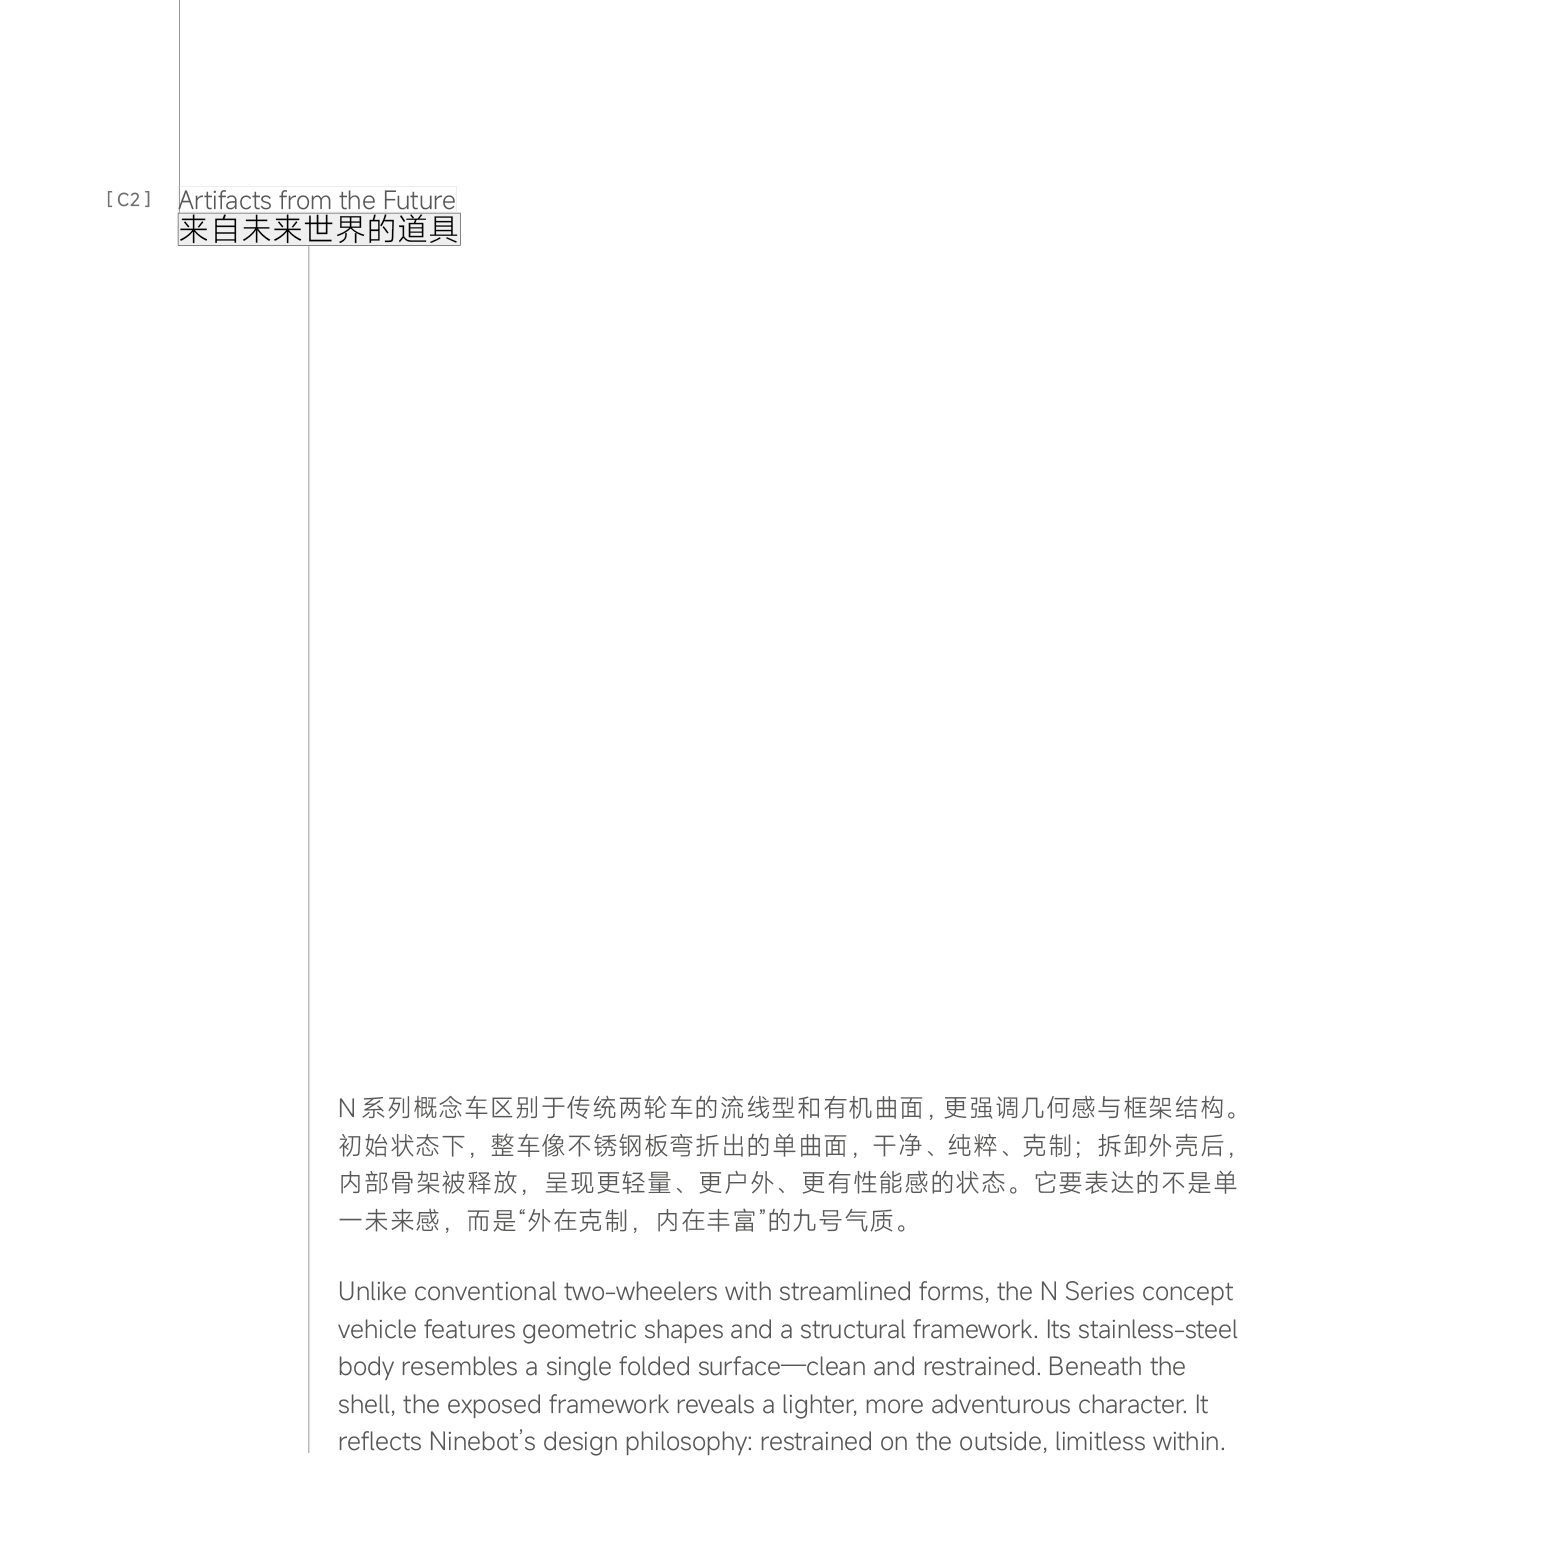 [ C2 ]
Artifacts from the Future
来自未来世界的道具
N 系列概念车区别于传统两轮车的流线型和有机曲面，更强调几何感与框架结构。
初始状态下，整车像不锈钢板弯折出的单曲面，干净、纯粹、克制；拆卸外壳后，
内部骨架被释放，呈现更轻量、更户外、更有性能感的状态。它要表达的不是单
一未来感，而是“外在克制，内在丰富”的九号气质。
Unlike conventional two-wheelers with streamlined forms, the N Series concept
vehicle features geometric shapes and a structural framework. Its stainless-steel
body resembles a single folded surface—clean and restrained. Beneath the
shell, the exposed framework reveals a lighter, more adventurous character. It
reflects Ninebot’s design philosophy: restrained on the outside, limitless within.